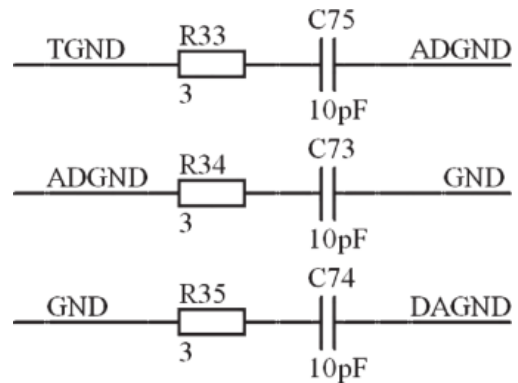 C75
TGND R33 ADGND
3 10pF
C73
ADGND R34 GND
3 10pF
C74
GND R35 DAGND
3 10pF